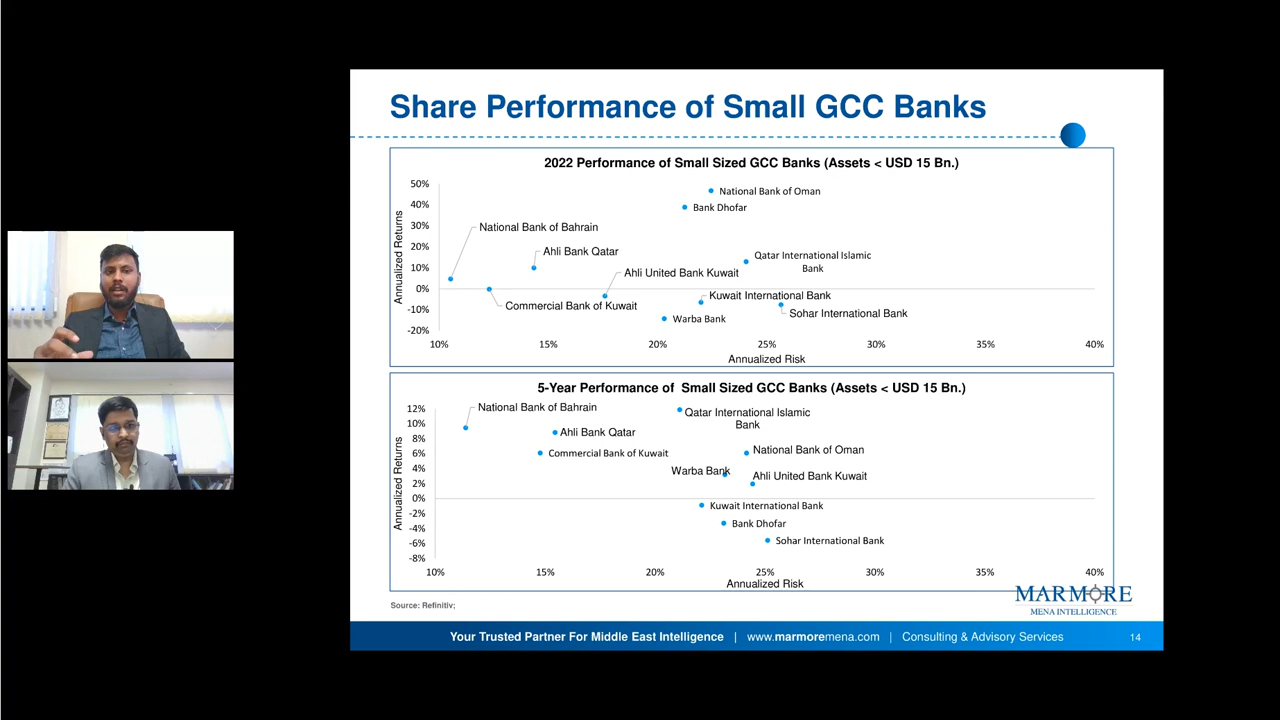 Share Performance of Small GCC Banks
2022 Performance of Small Sized GCC Banks (Assets < USD 15 Bn.)
50%
40%
30%
20%
10%
0%
-10%
-20%
Annualized Returns
National Bank of Oman
Bank Dhofar
National Bank of Bahrain
Ahli Bank Qatar
Qatar International Islamic
Bank
Ahli United Bank Kuwait
Kuwait International Bank
Commercial Bank of Kuwait
Sohar International Bank
Warba Bank
10%
15%
20%
25%
30%
35%
40%
Annualized Risk
5-Year Performance of Small Sized GCC Banks (Assets < USD 15 Bn.)
12%
10%
8%
6%
4%
2%
0%
-2%
-4%
-6%
-8%
Annualized Returns
National Bank of Bahrain
Qatar International Islamic
Bank
Ahli Bank Qatar
Commercial Bank of Kuwait
National Bank of Oman
Warba Bank
Ahli United Bank Kuwait
Kuwait International Bank
Bank Dhofar
Sohar International Bank
10%
15%
20%
25%
30%
35%
40%
Annualized Risk
MARMORE
MENA INTELLIGENCE
Source: Refinitiv;
Your Trusted Partner For Middle East Intelligence | www.marmoremena.com | Consulting & Advisory Services
14